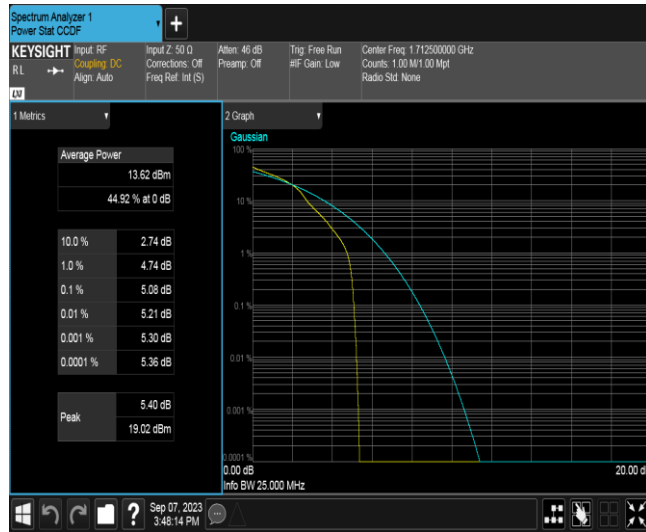 Spectrum Analyzer 1
Power Stat CCDF
+
KEYSIGHT
RL
LXI
Input: RF
Coupling: DC
Align: Auto
Input Z: 50 Ω
Corrections: Off
Freq Ref: Int (S)
Atten: 46 dB
Preamp: Off
Trig: Free Run
#IF Gain: Low
Center Freq: 1.712500000 GHz
Counts: 1.00 M/1.00 Mpt
Radio Std: None
1 Metrics
Average Power
13.62 dBm
44.92 % at 0 dB
10.0 % 2.74 dB
1.0 % 4.74 dB
0.1 % 5.08 dB
0.01 % 5.21 dB
0.001 % 5.30 dB
0.0001 % 5.36 dB
Peak
5.40 dB
19.02 dBm
2 Graph
Gaussian
100 %
10 %
1 %
0.1 %
0.01 %
0.001 %
0.0001 %
0.00 dB
20.00 d
Info BW 25.000 MHz
?
Sep 07, 2023
3:48:14 PM